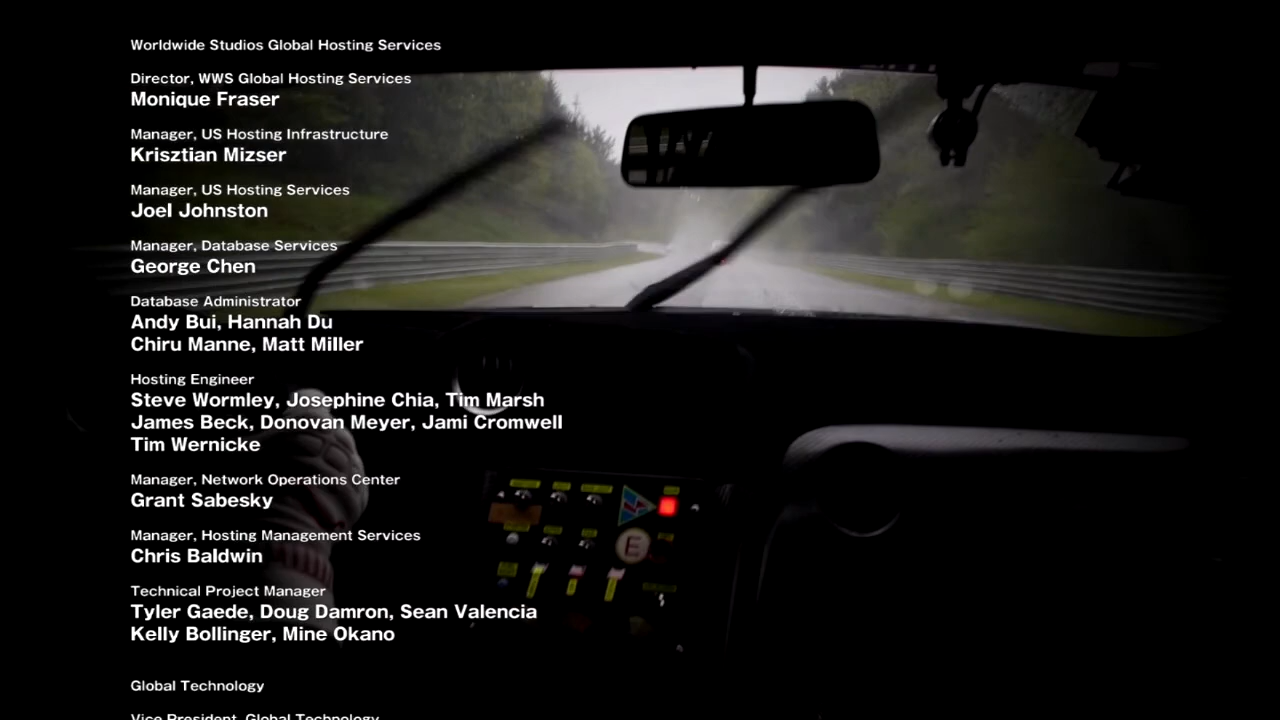 Worldwide Studios Global Hosting Services
Director, WWS Global Hosting Services
Monique Fraser
Manager, US Hosting Infrastructure
Krisztian Mizser
Manager, US Hosting Services
Joel Johnston
Manager, Database Services
George Chen
Database Administrator
Andy Bui, Hannah Du
Chiru Manne, Matt Miller
Hosting Engineer
Steve Wormley, Josephine Chia, Tim Marsh
James Beck, Donovan Meyer, Jami Cromwell
Tim Wernicke
Manager, Network Operations Center
Grant Sabesky
Manager, Hosting Management Services
Chris Baldwin
Technical Project Manager
Tyler Gaede, Doug Damron, Sean Valencia
Kelly Bollinger, Mine Okano
Global Technology
Vice President, Global Technology
E